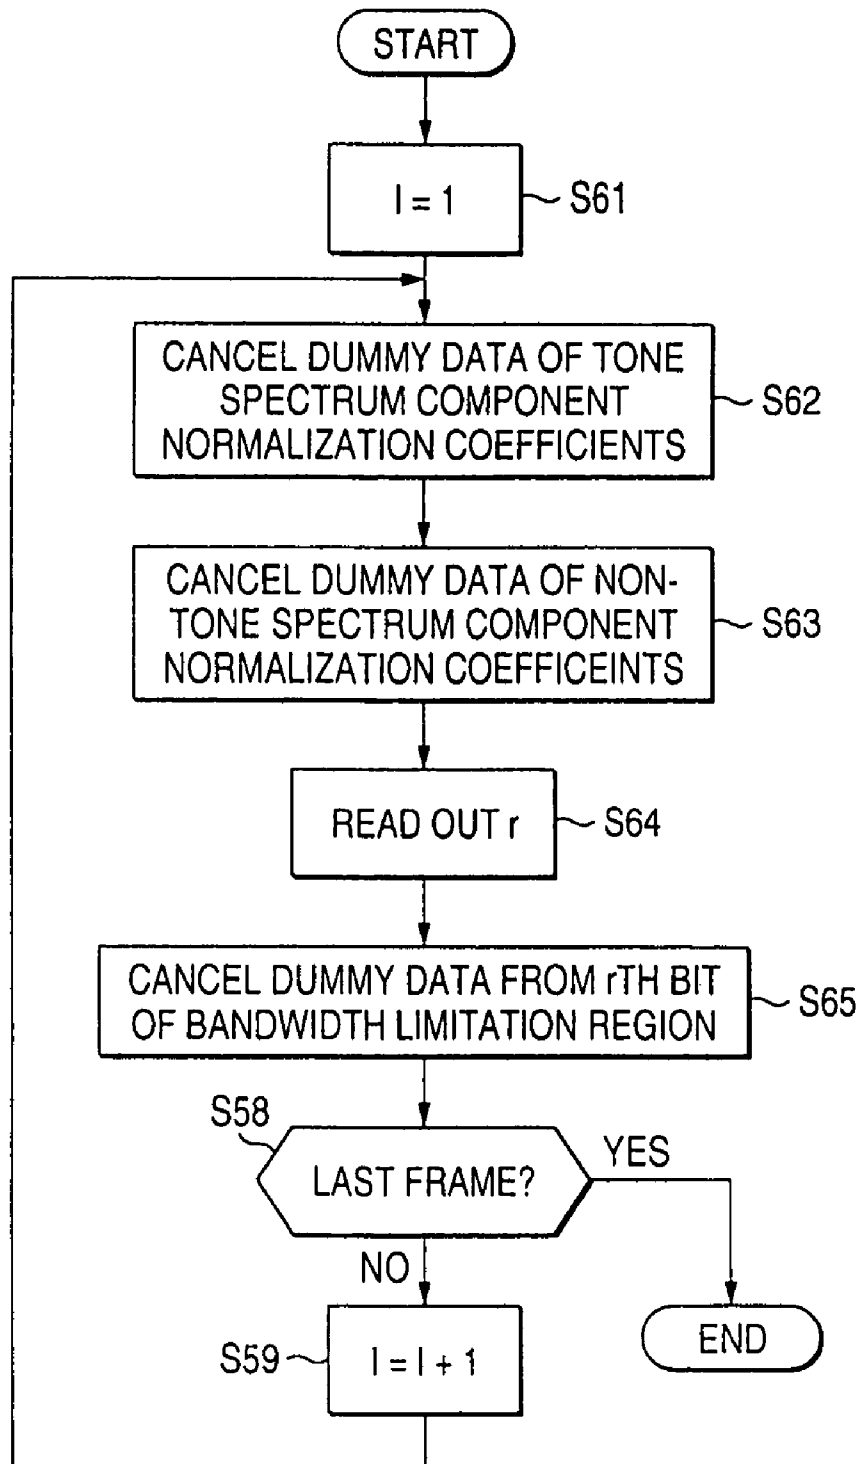 START
I = 1
S61
CANCEL DUMMY DATA OF TONE
SPECTRUM COMPONENT
NORMALIZATION COEFFICIENTS
S62
CANCEL DUMMY DATA OF NON-
TONE SPECTRUM COMPONENT
NORMALIZATION COEFFICEINTS
S63
READ OUT r
S64
CANCEL DUMMY DATA FROM rTH BIT
OF BANDWIDTH LIMITATION REGION
S65
S58
LAST FRAME?
YES
NO
END
S59
I = I + 1